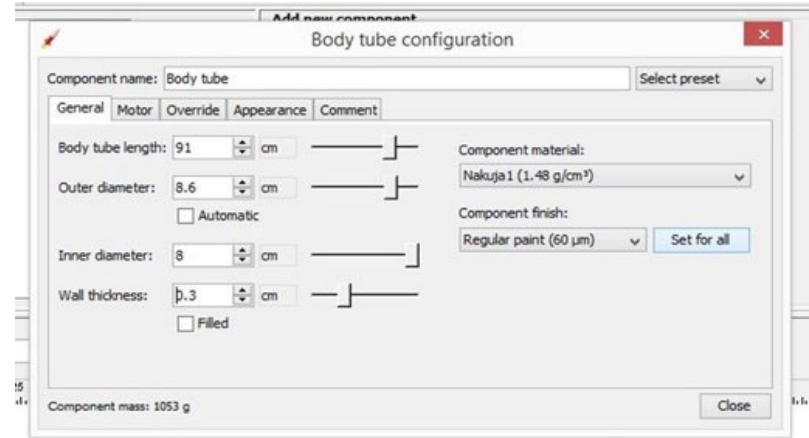 Add new component
Body tube configuration
Component name: Body tube
Select preset
General Motor Override Appearance Comment
Body tube length: 91 cm
Outer diameter: 8.6 cm
Automatic
Inner diameter: 8 cm
Wall thickness: 0.3 cm
Filled
Component material:
Nakuja1 (1.48 g/cm³)
Component finish:
Regular paint (60 µm) Set for all
Component mass: 1053 g
Close